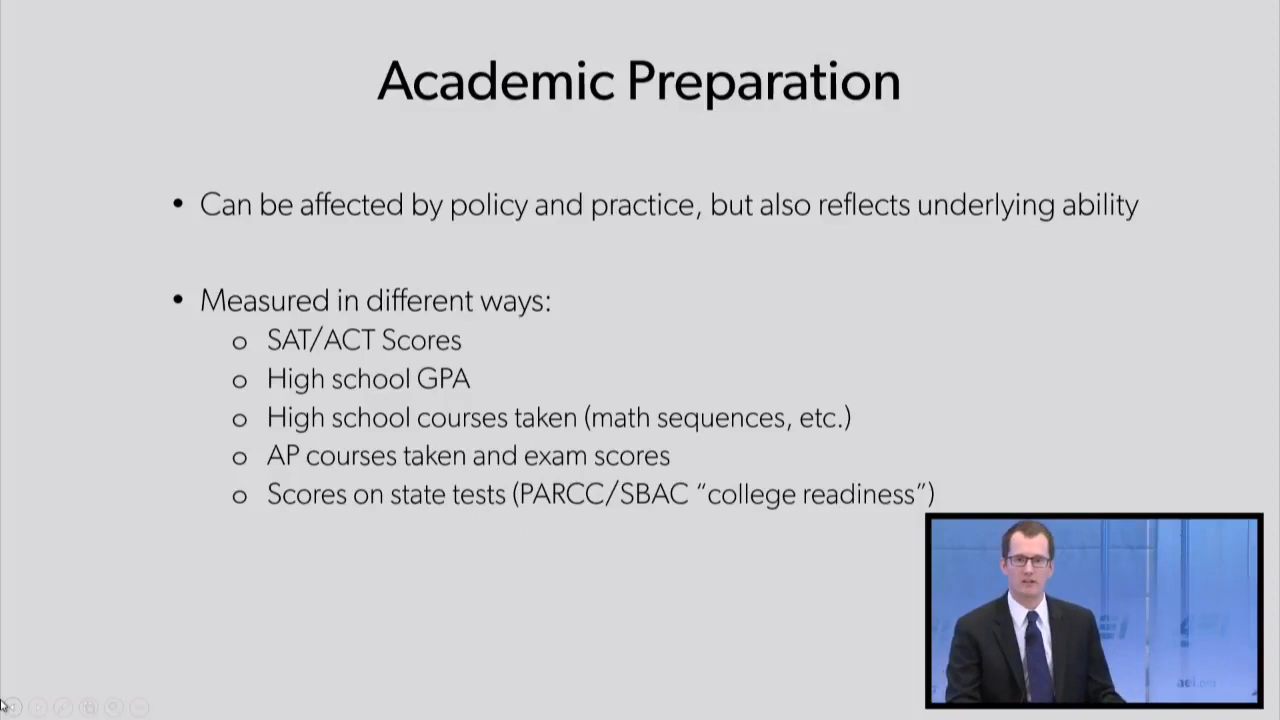 Academic Preparation
• Can be affected by policy and practice, but also reflects underlying ability
• Measured in different ways:
o SAT/ACT Scores
o High school GPA
o High school courses taken (math sequences, etc.)
o AP courses taken and exam scores
o Scores on state tests (PARCC/SBAC “college readiness”)
AEI
aei.org